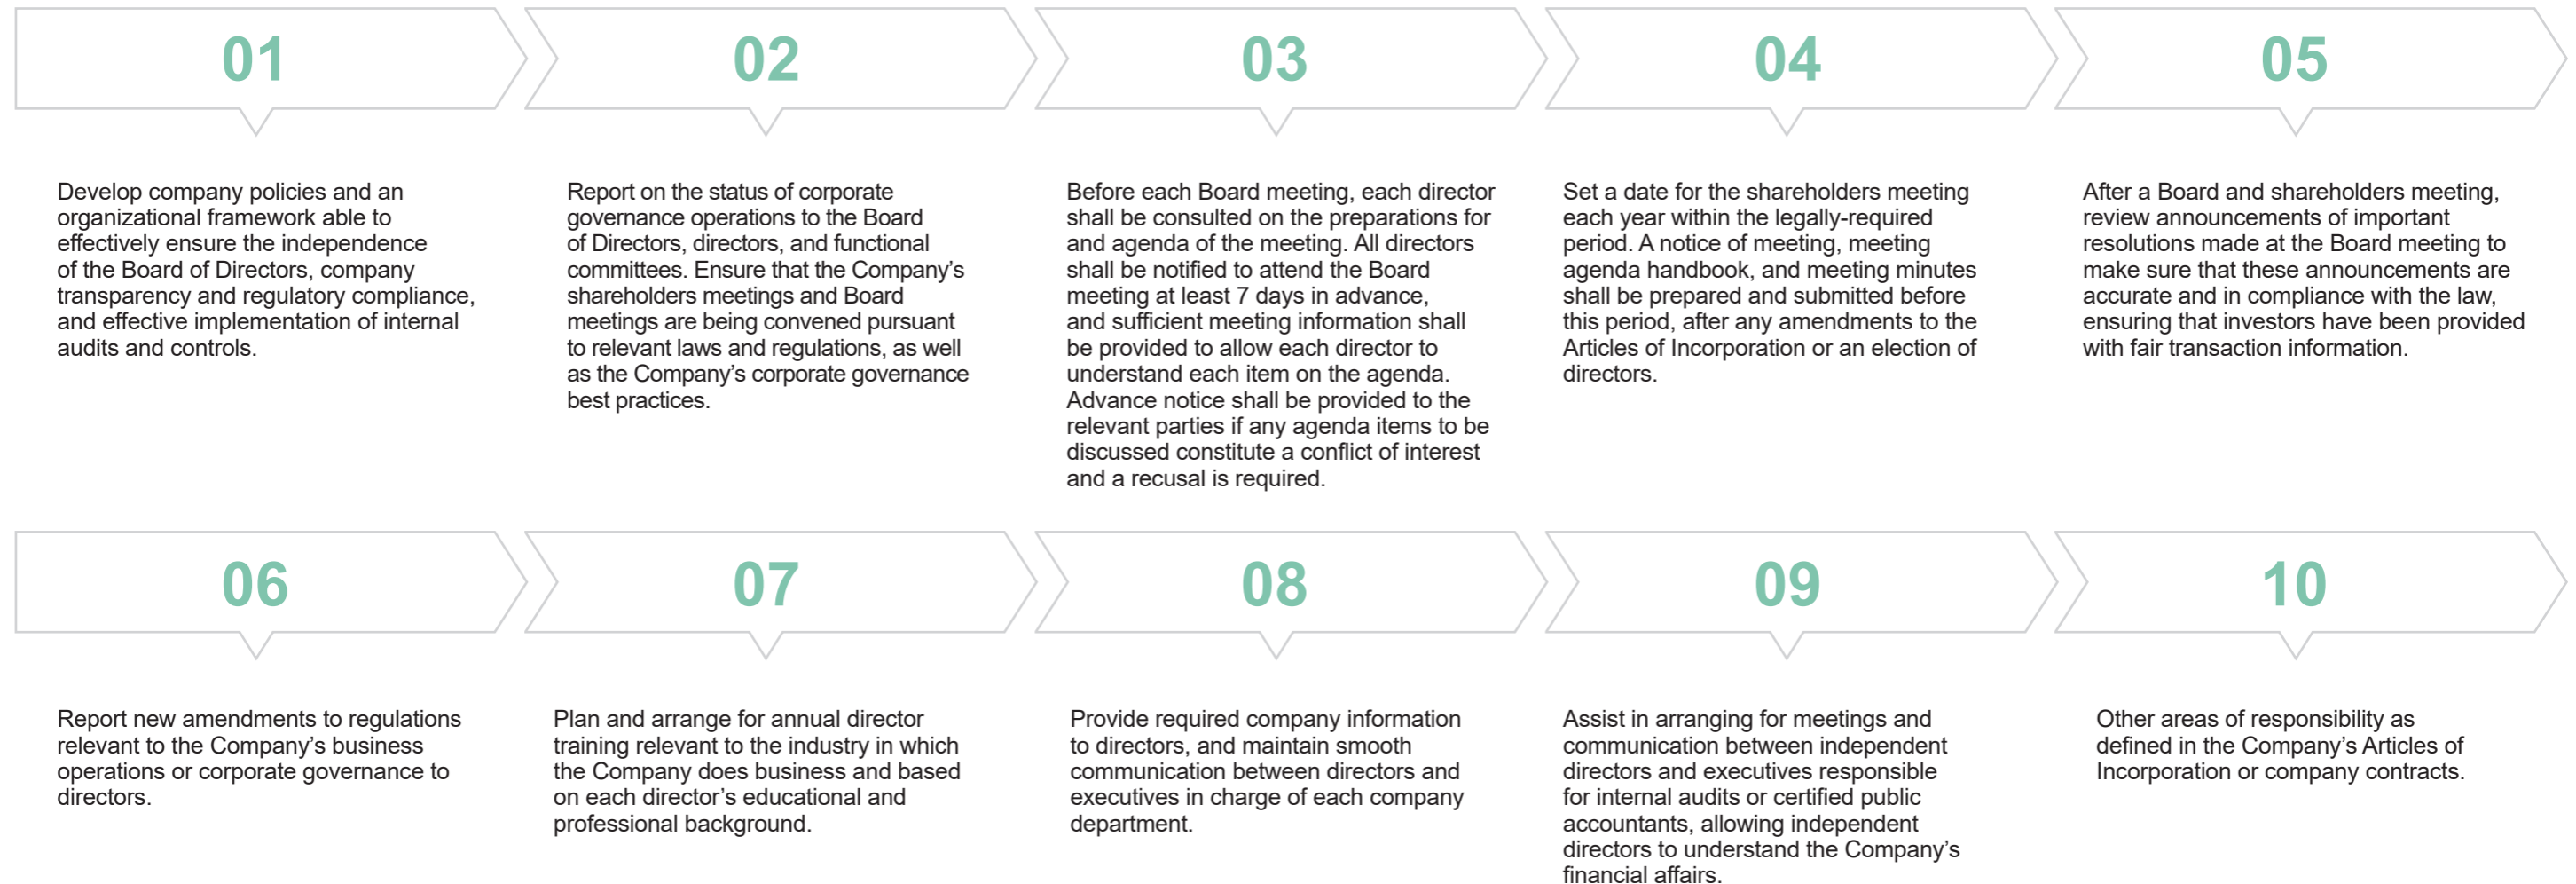 01
Develop company policies and an
organizational framework able to
effectively ensure the independence
of the Board of Directors, company
transparency and regulatory compliance,
and effective implementation of internal
audits and controls.
02
Report on the status of corporate
governance operations to the Board
of Directors, directors, and functional
committees. Ensure that the Company’s
shareholders meetings and Board
meetings are being convened pursuant
to relevant laws and regulations, as well
as the Company’s corporate governance
best practices.
03
Before each Board meeting, each director
shall be consulted on the preparations for
and agenda of the meeting. All directors
shall be notified to attend the Board
meeting at least 7 days in advance,
and sufficient meeting information shall
be provided to allow each director to
understand each item on the agenda.
Advance notice shall be provided to the
relevant parties if any agenda items to be
discussed constitute a conflict of interest
and a recusal is required.
04
Set a date for the shareholders meeting
each year within the legally-required
period. A notice of meeting, meeting
agenda handbook, and meeting minutes
shall be prepared and submitted before
this period, after any amendments to the
Articles of Incorporation or an election of
directors.
05
After a Board and shareholders meeting,
review announcements of important
resolutions made at the Board meeting to
make sure that these announcements are
accurate and in compliance with the law,
ensuring that investors have been provided
with fair transaction information.
06
Report new amendments to regulations
relevant to the Company’s business
operations or corporate governance to
directors.
07
Plan and arrange for annual director
training relevant to the industry in which
the Company does business and based
on each director’s educational and
professional background.
08
Provide required company information
to directors, and maintain smooth
communication between directors and
executives in charge of each company
department.
09
Assist in arranging for meetings and
communication between independent
directors and executives responsible
for internal audits or certified public
accountants, allowing independent
directors to understand the Company’s
financial affairs.
10
Other areas of responsibility as
defined in the Company’s Articles of
Incorporation or company contracts.